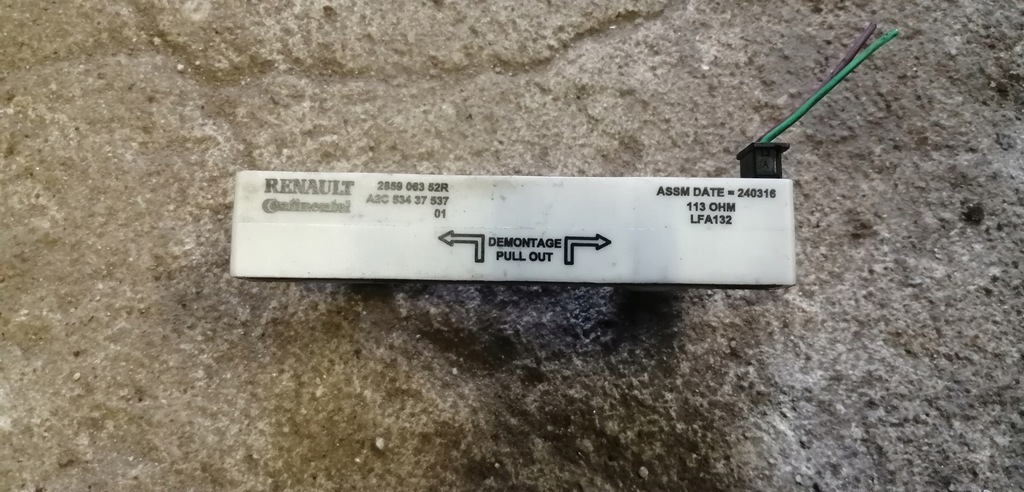 RENAULT
Continental
2859 063 52R
A2C 534 37 537
01
DEMONTAGE
PULL OUT
ASSM DATE = 240316
113 OHM
LFA132